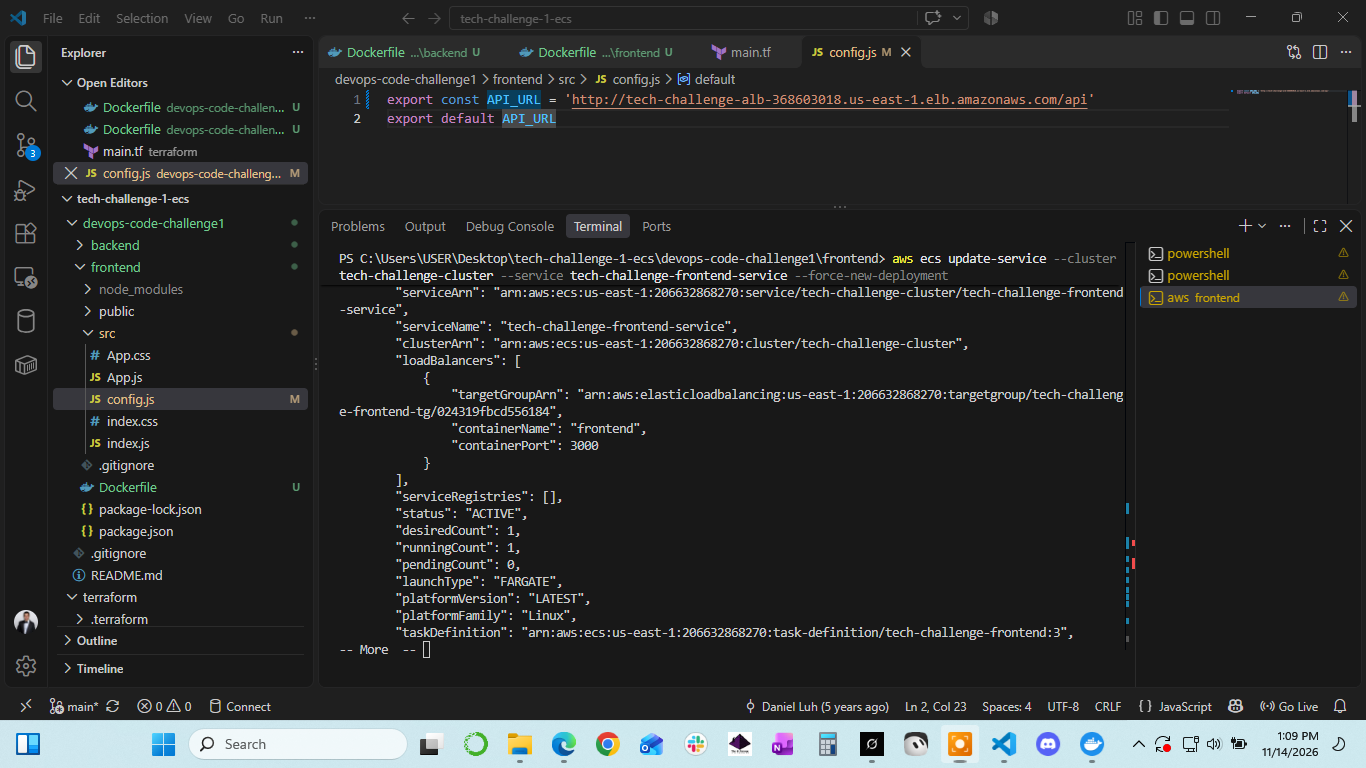 File Edit Selection View Go Run ···
tech-challenge-1-ecs
Explorer
Open Editors
Dockerfile devops-code-challen... U
Dockerfile devops-code-challen... U
main.tf terraform
config.js devops-code-challeng... M
tech-challenge-1-ecs
devops-code-challenge1
backend
frontend
node_modules
public
src
# App.css
JS App.js
JS config.js M
# index.css
JS index.js
.gitignore
Dockerfile U
{} package-lock.json
{} package.json
.gitignore
README.md
terraform
.terraform
Outline
Timeline
3
Dockerfile ...\backend U
Dockerfile ...\frontend U
main.tf
JS config.js M
devops-code-challenge1 > frontend > src > JS config.js > default
1 export const API_URL = 'http://tech-challenge-alb-368603018.us-east-1.elb.amazonaws.com/api'
2 export default API_URL
Problems Output Debug Console Terminal Ports
PS C:\Users\USER\Desktop\tech-challenge-1-ecs\devops-code-challenge1\frontend> aws ecs update-service --cluster
tech-challenge-cluster --service tech-challenge-frontend-service --force-new-deployment
"serviceArn": "arn:aws:ecs:us-east-1:206632868270:service/tech-challenge-cluster/tech-challenge-frontend
-service",
"serviceName": "tech-challenge-frontend-service",
"clusterArn": "arn:aws:ecs:us-east-1:206632868270:cluster/tech-challenge-cluster",
"loadBalancers": [
{
"targetGroupArn": "arn:aws:elasticloadbalancing:us-east-1:206632868270:targetgroup/tech-challeng
e-frontend-tg/024319fbcd556184",
"containerName": "frontend",
"containerPort": 3000
}
],
"serviceRegistries": [],
"status": "ACTIVE",
"desiredCount": 1,
"runningCount": 1,
"pendingCount": 0,
"launchType": "FARGATE",
"platformVersion": "LATEST",
"platformFamily": "Linux",
"taskDefinition": "arn:aws:ecs:us-east-1:206632868270:task-definition/tech-challenge-frontend:3",
-- More --
powershell
powershell
aws frontend
main* 0 0 Connect
Daniel Luh (5 years ago) Ln 2, Col 23 Spaces: 4 UTF-8 CRLF {} JavaScript Go Live
Search
1:09 PM
11/14/2026